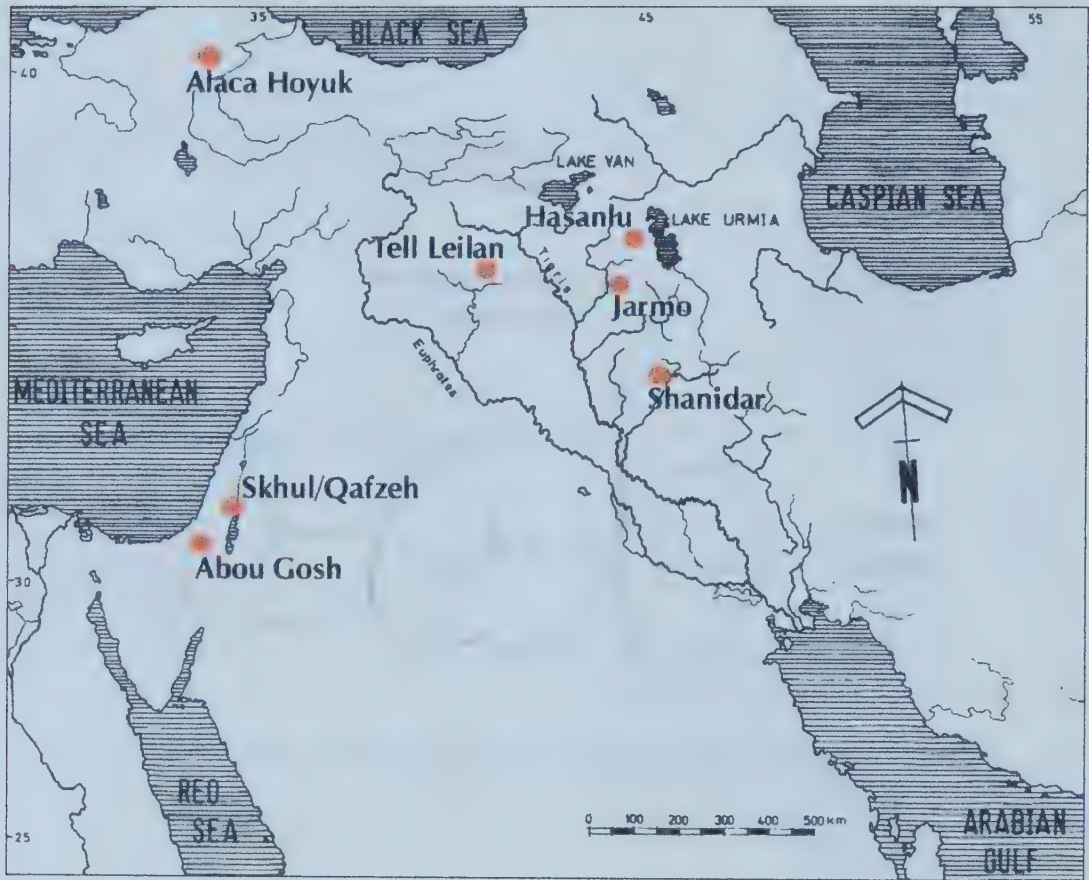 35
45
55
BLACK SEA
40
Alaca Hoyuk
LAKE VAN
CASPIAN SEA
Hasanlu
LAKE URMIA
Tell Leilan
Tigris
Jarmo
Euphrates
Shanidar
MEDITERRANEAN
SEA
N
Skhul/Qafzeh
Abou Gosh
30
RED
SEA
0 100 200 300 400 500 km
ARABIAN
GULF
25